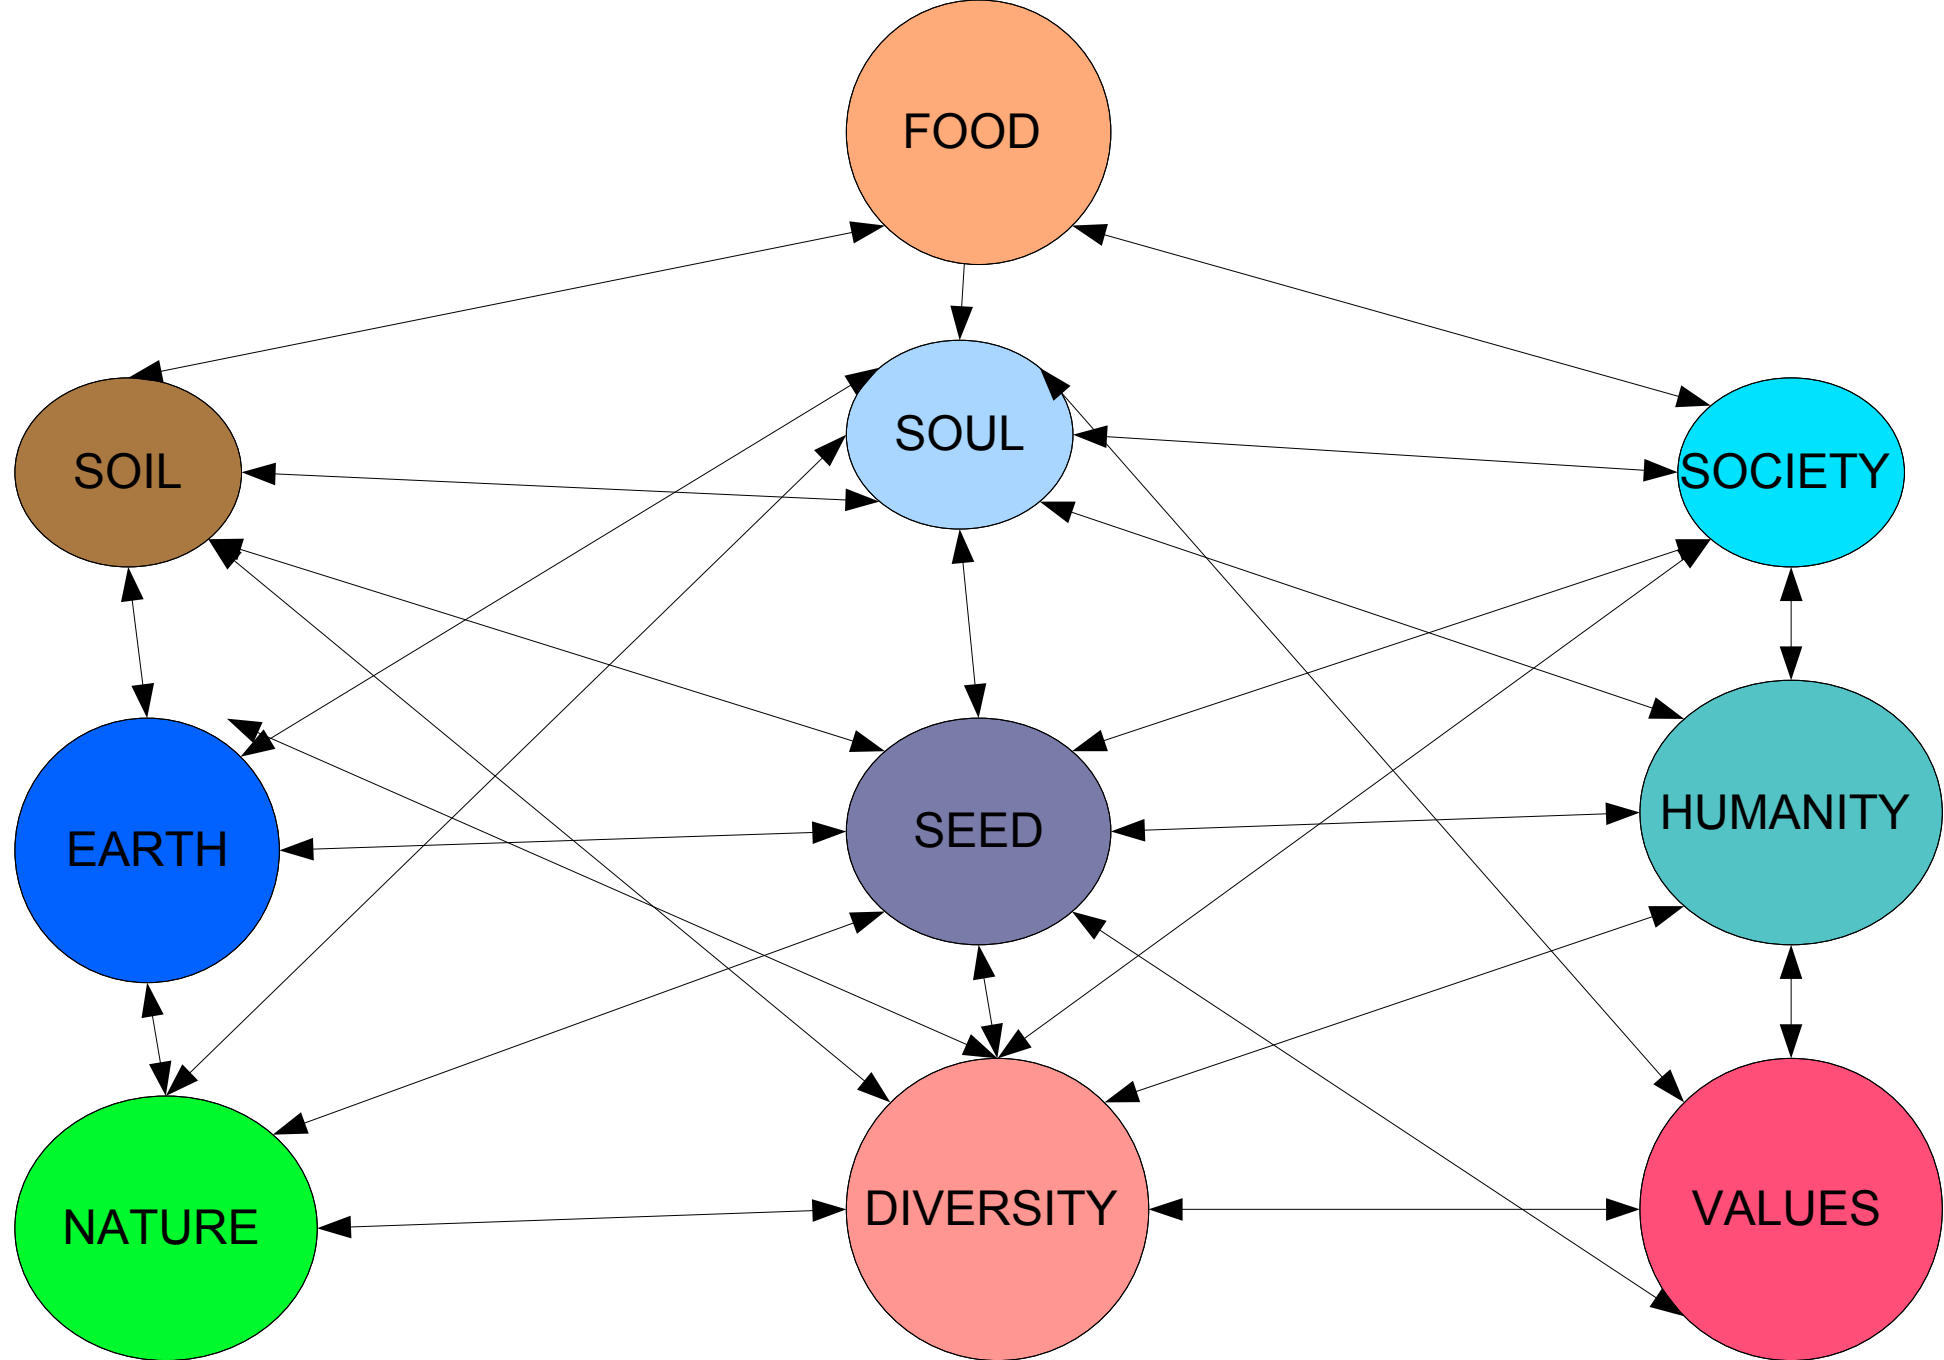 FOOD
SOIL
SOUL
SOCIETY
EARTH
SEED
HUMANITY
NATURE
DIVERSITY
VALUES